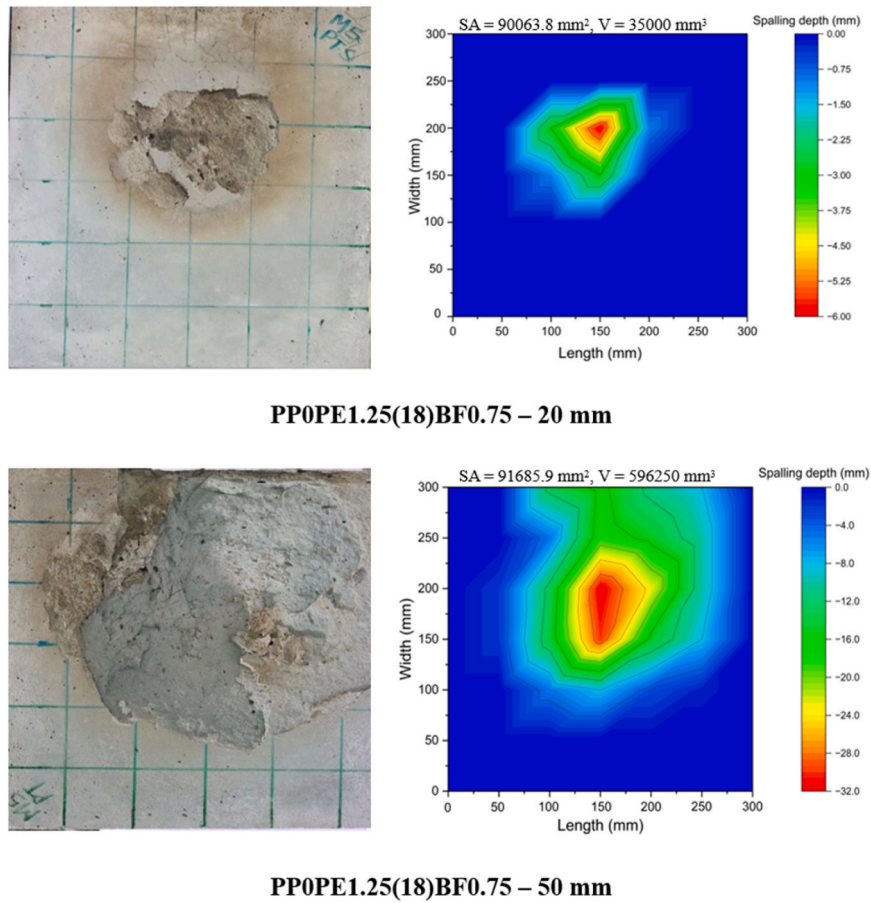 SA = 90063.8 mm², V = 35000 mm³
Spalling depth (mm)
300
250
200
150
100
50
0
Width (mm)
0 50 100 150 200 250 300
Length (mm)
0.00
−0.75
−1.50
−2.25
−3.00
−3.75
−4.50
−5.25
−6.00
PP0PE1.25(18)BF0.75 – 20 mm
SA = 91685.9 mm², V = 596250 mm³
Spalling depth (mm)
300
250
200
150
100
50
0
Width (mm)
0 50 100 150 200 250 300
Length (mm)
0.0
−4.0
−8.0
−12.0
−16.0
−20.0
−24.0
−28.0
−32.0
PP0PE1.25(18)BF0.75 – 50 mm